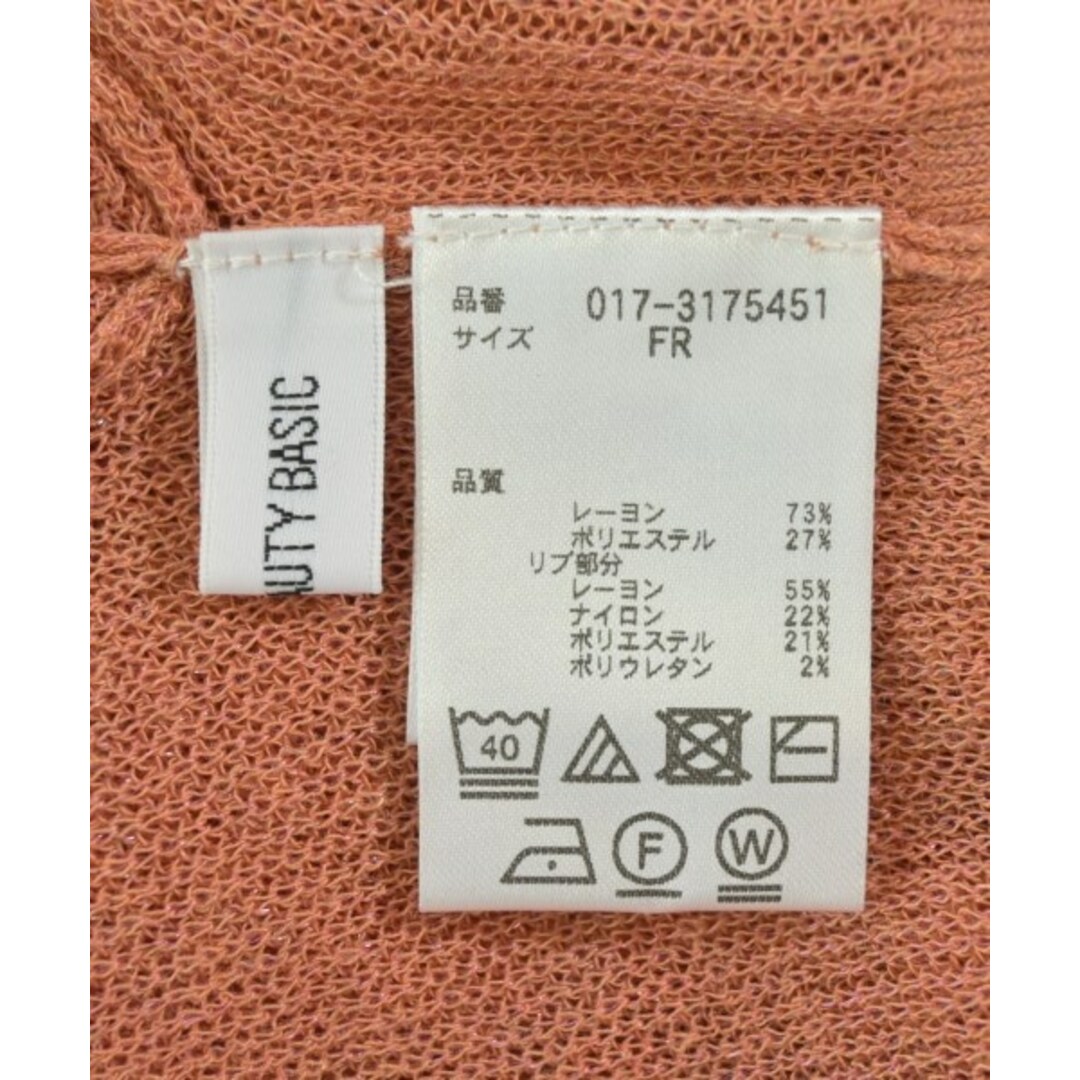 AUTY BASIC
品番 017-3175451
サイズ FR
品質
レーヨン 73%
ポリエステル 27%
リブ部分
レーヨン 55%
ナイロン 22%
ポリエステル 21%
ポリウレタン 2%
40
F
W